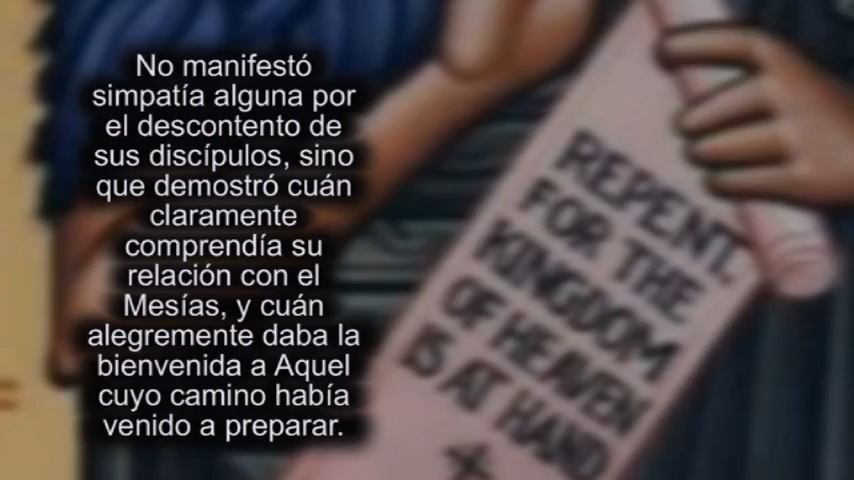 No manifestó
simpatía alguna por
el descontento de
sus discípulos, sino
que demostró cuán
claramente
comprendía su
relación con el
Mesías, y cuán
alegremente daba la
bienvenida a Aquel
cuyo camino había
venido a preparar.
REPENT,
FOR THE
KINGDOM
OF HEAVEN
IS AT HAND